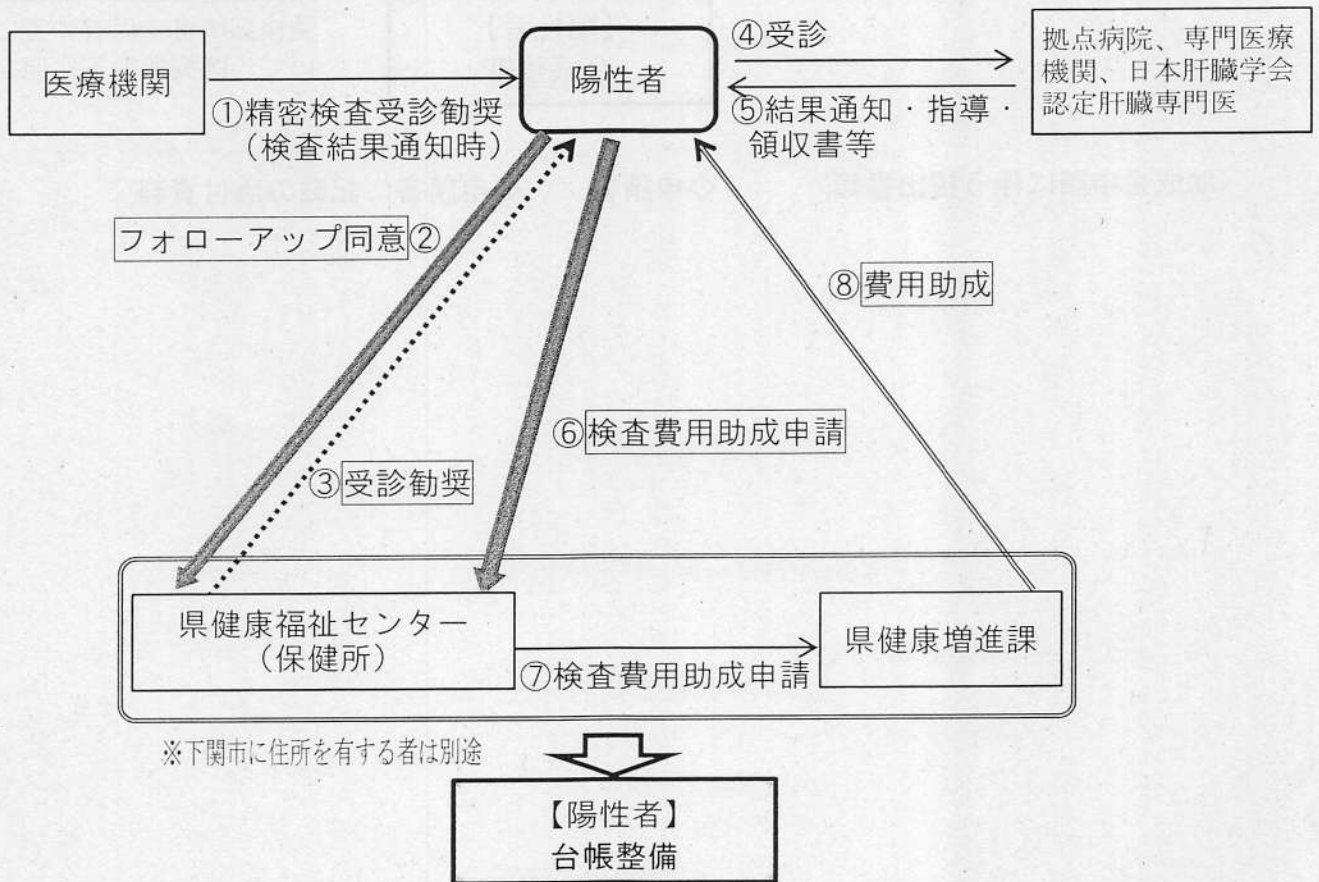 医療機関
①精密検査受診勧奨
（検査結果通知時）
陽性者
④受診
⑤結果通知・指導・
領収書等
拠点病院、専門医療
機関、日本肝臓学会
認定肝臓専門医
フォローアップ同意②
③受診勧奨
⑥検査費用助成申請
⑧費用助成
県健康福祉センター
（保健所）
⑦検査費用助成申請
県健康増進課
※下関市に住所を有する者は別途
【陽性者】
台帳整備